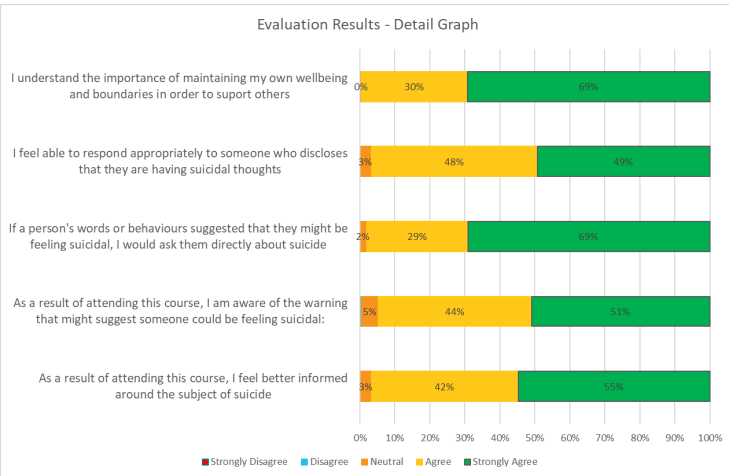 Evaluation Results - Detail Graph
I understand the importance of maintaining my own wellbeing
and boundaries in order to suport others
0% 30% 69%
I feel able to respond appropriately to someone who discloses
that they are having suicidal thoughts
3% 48% 49%
If a person's words or behaviours suggested that they might be
feeling suicidal, I would ask them directly about suicide
2% 29% 69%
As a result of attending this course, I am aware of the warning
that might suggest someone could be feeling suicidal:
5% 44% 51%
As a result of attending this course, I feel better informed
around the subject of suicide
3% 42% 55%
0% 10% 20% 30% 40% 50% 60% 70% 80% 90% 100%
Strongly Disagree Disagree Neutral Agree Strongly Agree